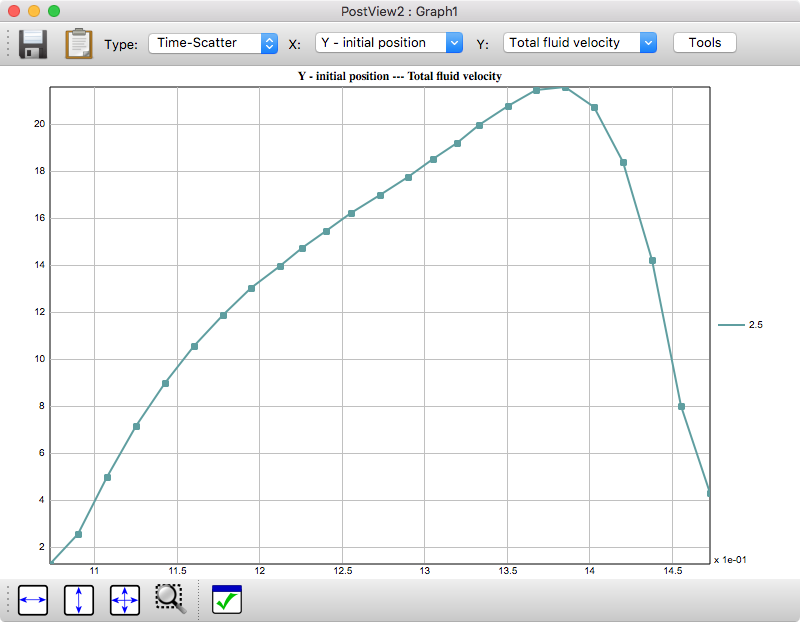 PostView2 : Graph1
Type: Time-Scatter X: Y - initial position Y: Total fluid velocity Tools
Y - initial position --- Total fluid velocity
20
18
16
14
12
10
8
6
4
2
2.5
x 1e-01
11 11.5 12 12.5 13 13.5 14 14.5